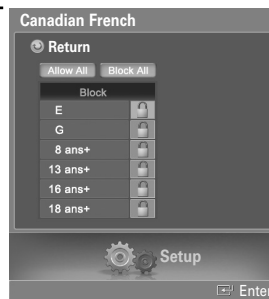 Canadian French
Return
Allow All Block All
Block
E
G
8 ans+
13 ans+
16 ans+
18 ans+
Setup
Enter